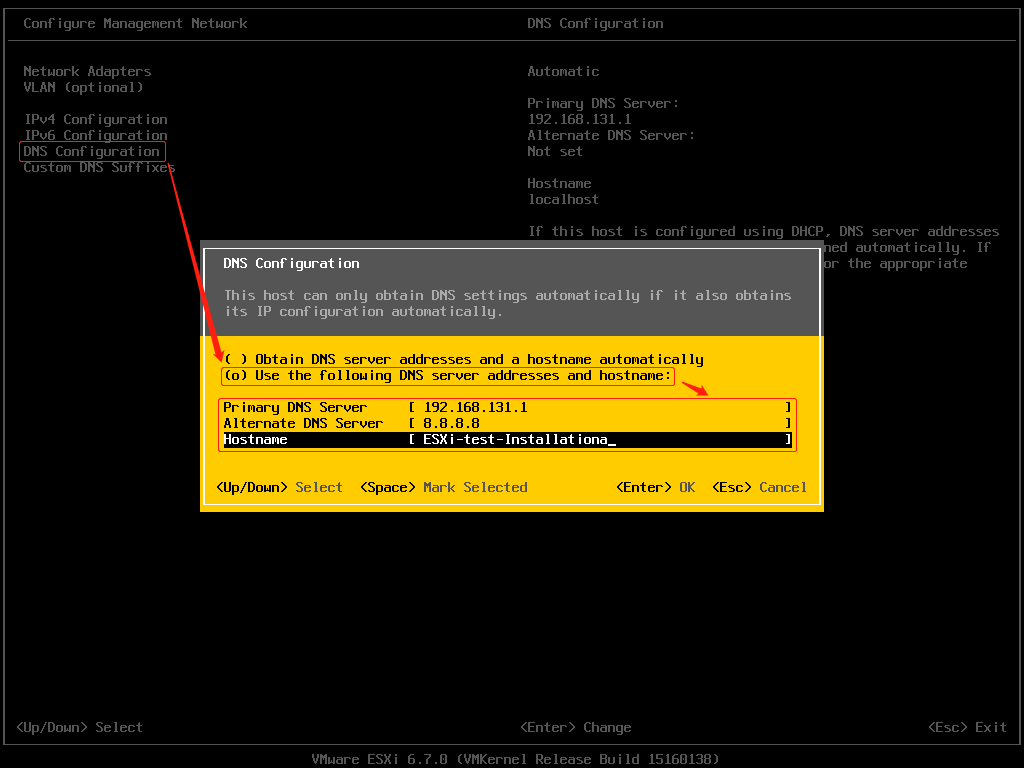 Configure Management Network
DNS Configuration
Network Adapters
VLAN (optional)
IPv4 Configuration
IPv6 Configuration
DNS Configuration
Custom DNS Suffixes
Automatic
Primary DNS Server:
192.168.131.1
Alternate DNS Server:
Not set
Hostname
localhost
If this host is configured using DHCP, DNS server addresses
ned automatically. If
or the appropriate
DNS Configuration
This host can only obtain DNS settings automatically if it also obtains
its IP configuration automatically.
( ) Obtain DNS server addresses and a hostname automatically
(o) Use the following DNS server addresses and hostname:
Primary DNS Server [ 192.168.131.1 ]
Alternate DNS Server [ 8.8.8.8 ]
Hostname [ ESXi-test-Installationa_ ]
<Up/Down> Select <Space> Mark Selected <Enter> OK <Esc> Cancel
<Up/Down> Select <Enter> Change <Esc> Exit
VMware ESXi 6.7.0 (VMKernel Release Build 15160138)